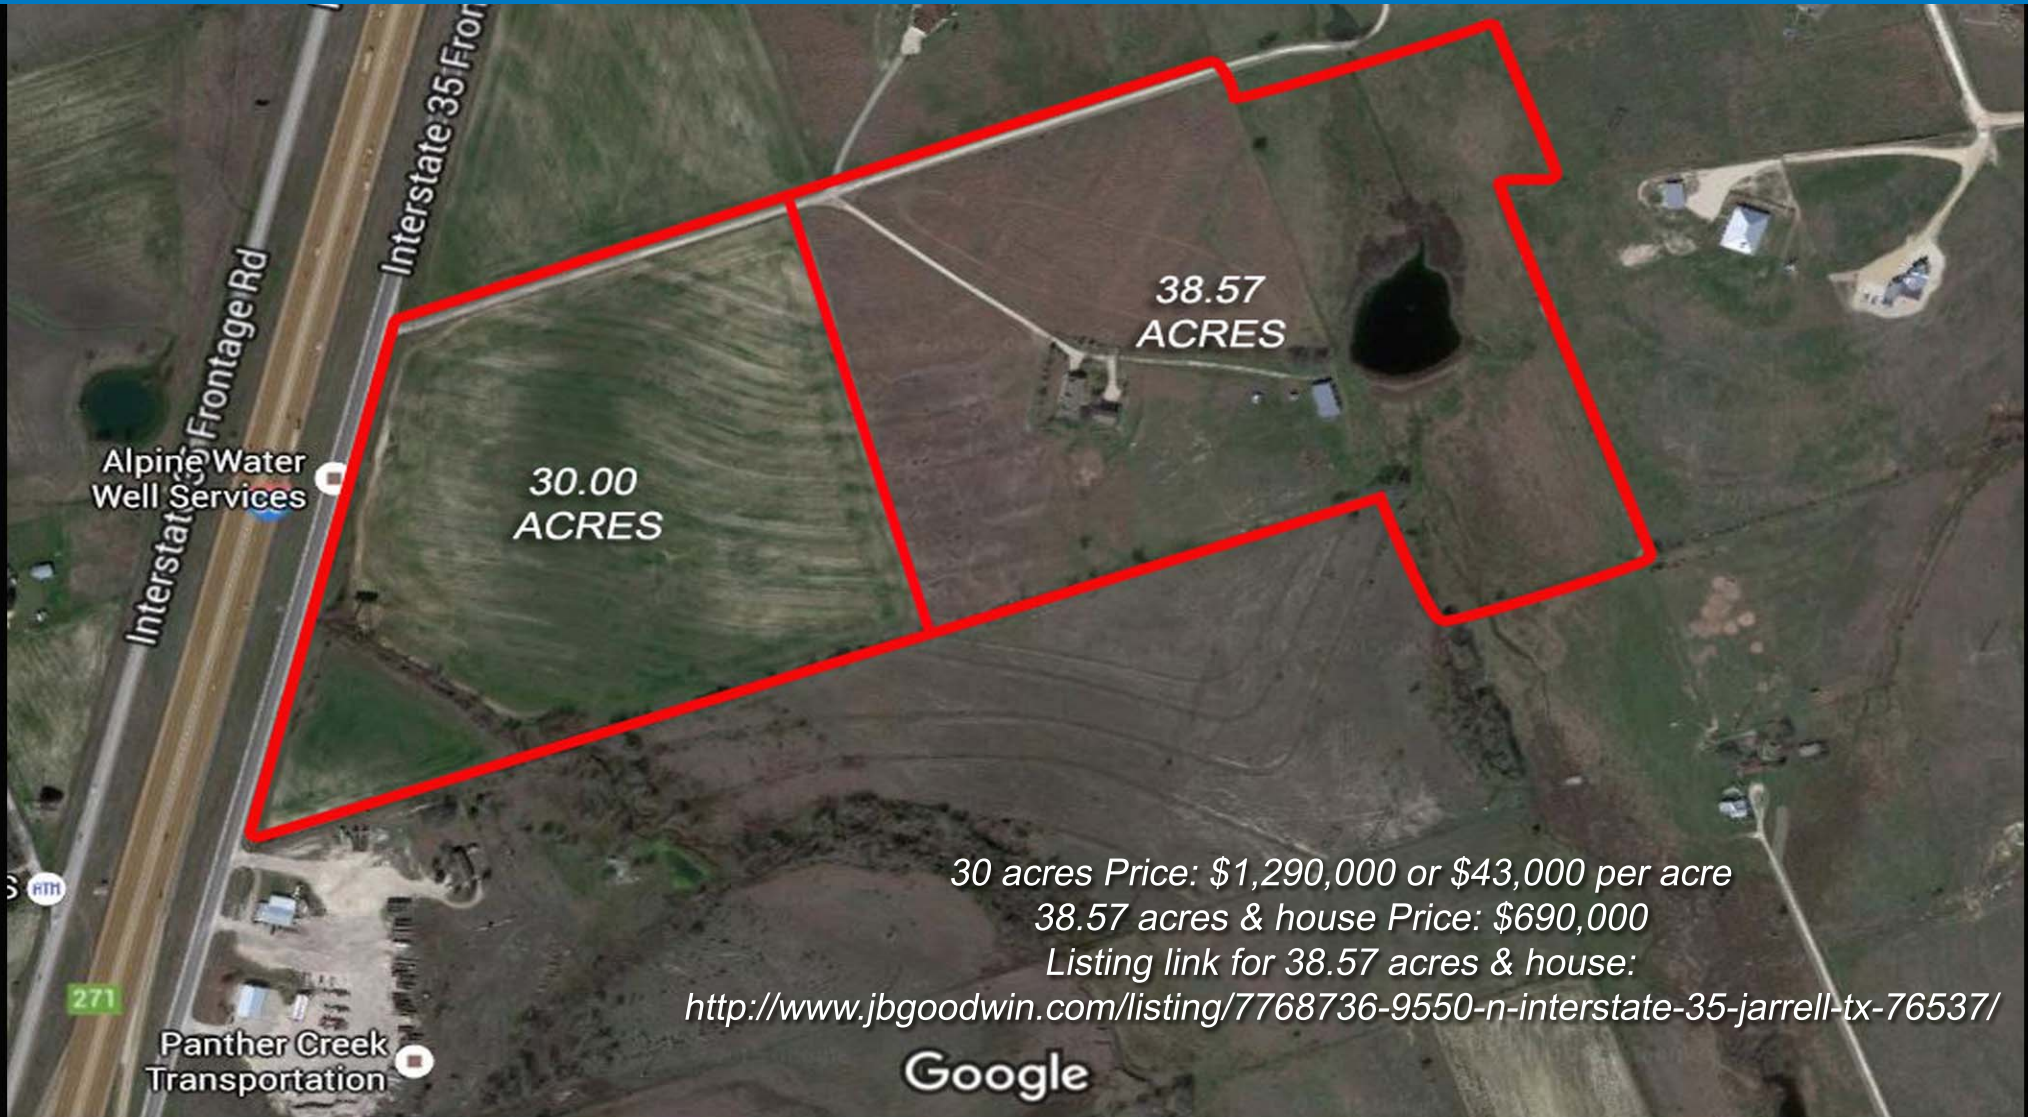 Interstate 35 Fron
Interstate 35 Frontage Rd
38.57
ACRES
Alpine Water
Well Services
30.00
ACRES
30 acres Price: $1,290,000 or $43,000 per acre
38.57 acres & house Price: $690,000
Listing link for 38.57 acres & house:
http://www.jbgoodwin.com/listing/7768736-9550-n-interstate-35-jarrell-tx-76537/
S
ATM
271
Panther Creek
Transportation
Google